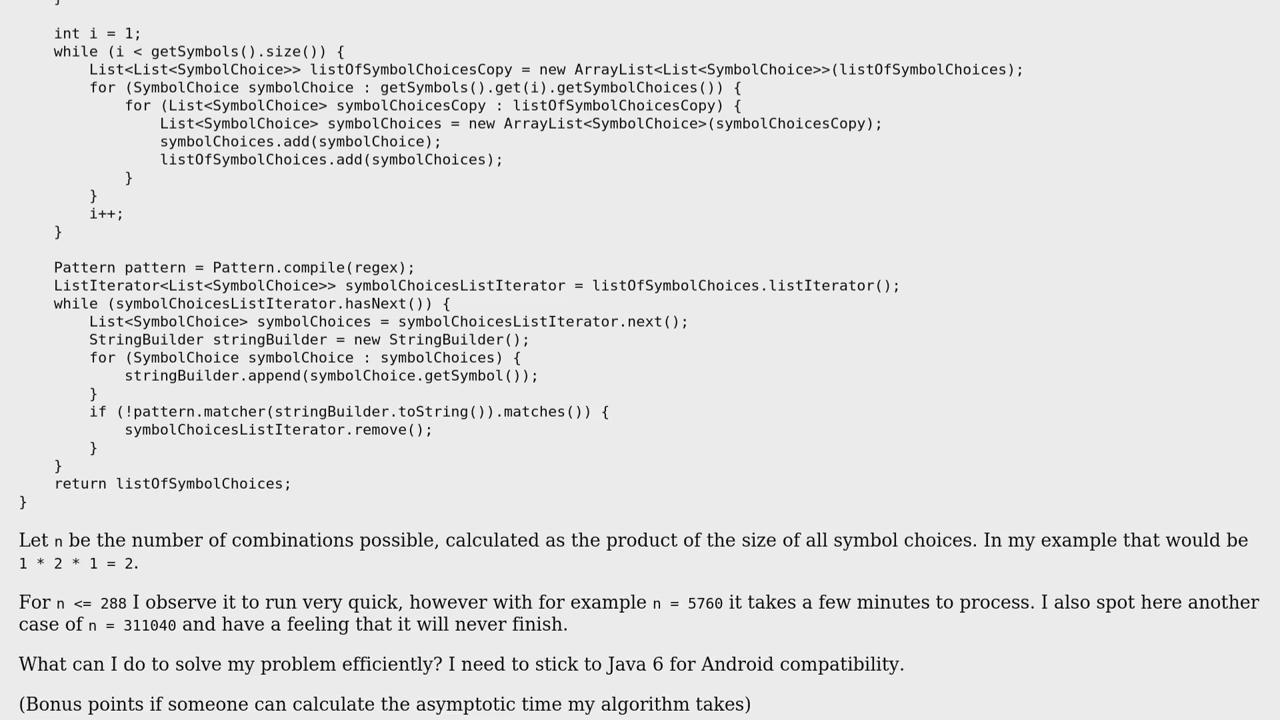 }
int i = 1;
while (i < getSymbols().size()) {
List<List<SymbolChoice>> listOfSymbolChoicesCopy = new ArrayList<List<SymbolChoice>>(listOfSymbolChoices);
for (SymbolChoice symbolChoice : getSymbols().get(i).getSymbolChoices()) {
for (List<SymbolChoice> symbolChoicesCopy : listOfSymbolChoicesCopy) {
List<SymbolChoice> symbolChoices = new ArrayList<SymbolChoice>(symbolChoicesCopy);
symbolChoices.add(symbolChoice);
listOfSymbolChoices.add(symbolChoices);
}
}
i++;
}
Pattern pattern = Pattern.compile(regex);
ListIterator<List<SymbolChoice>> symbolChoicesListIterator = listOfSymbolChoices.listIterator();
while (symbolChoicesListIterator.hasNext()) {
List<SymbolChoice> symbolChoices = symbolChoicesListIterator.next();
StringBuilder stringBuilder = new StringBuilder();
for (SymbolChoice symbolChoice : symbolChoices) {
stringBuilder.append(symbolChoice.getSymbol());
}
if (!pattern.matcher(stringBuilder.toString()).matches()) {
symbolChoicesListIterator.remove();
}
}
return listOfSymbolChoices;
}
Let n be the number of combinations possible, calculated as the product of the size of all symbol choices. In my example that would be
1 * 2 * 1 = 2.
For n <= 288 I observe it to run very quick, however with for example n = 5760 it takes a few minutes to process. I also spot here another
case of n = 311040 and have a feeling that it will never finish.
What can I do to solve my problem efficiently? I need to stick to Java 6 for Android compatibility.
(Bonus points if someone can calculate the asymptotic time my algorithm takes)